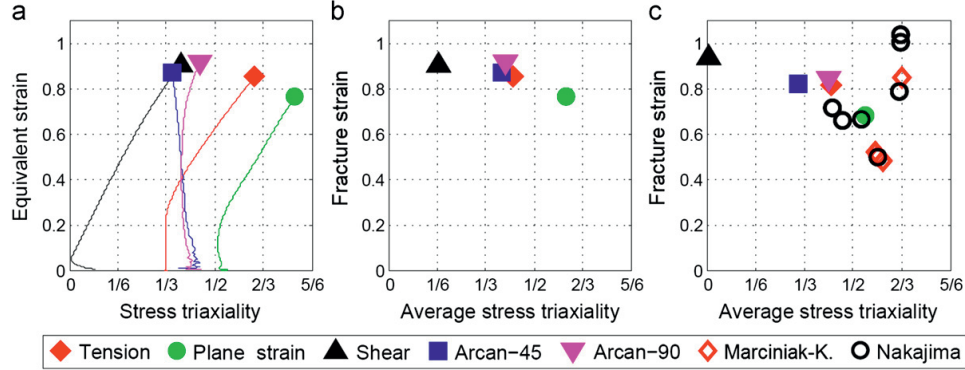 a
b
c
Equivalent strain
1
0.8
0.6
0.4
0.2
0
0 1/6 1/3 1/2 2/3 5/6
Stress triaxiality
Fracture strain
1
0.8
0.6
0.4
0.2
0
0 1/6 1/3 1/2 2/3 5/6
Average stress triaxiality
Fracture strain
1
0.8
0.6
0.4
0.2
0
0 1/6 1/3 1/2 2/3 5/6
Average stress triaxiality
Tension Plane strain Shear Arcan−45 Arcan−90 Marciniak-K. Nakajima